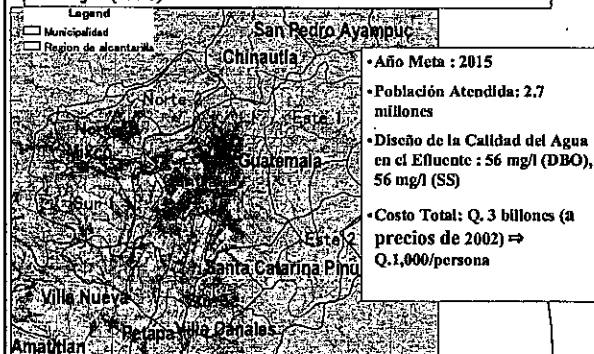 Legend
Municipalidad
Region de alcantarilla
San Pedro Ayampuc
Chinautla
Norte
Este 1
Guatemala
Sur 1
Este 2
Santa Catarina Pinu
Villa Nueva
Petapa
Villa Canales
Amatitlan
•Año Meta : 2015
•Población Atendida: 2.7
millones
•Diseño de la Calidad del Agua
en el Efluente : 56 mg/l (DBO),
56 mg/l (SS)
•Costo Total: Q. 3 billones (a
precios de 2002) ⇒
Q.1,000/persona